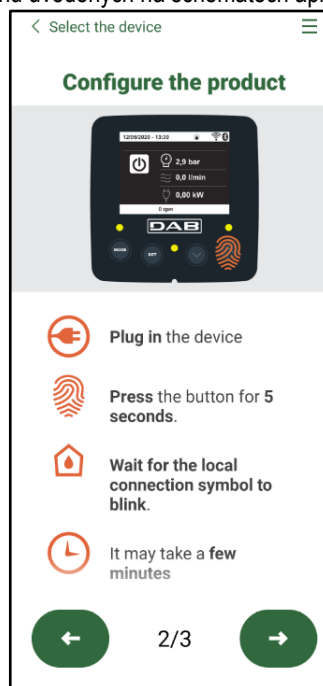 < Select the device
Configure the product
12/05/2020 - 13:32
2,9 bar
0,0 l/min
0,00 kW
0 rpm
DAB
MODE
SET
Plug in the device
Press the button for 5
seconds.
Wait for the local
connection symbol to
blink.
It may take a few
minutes
2/3